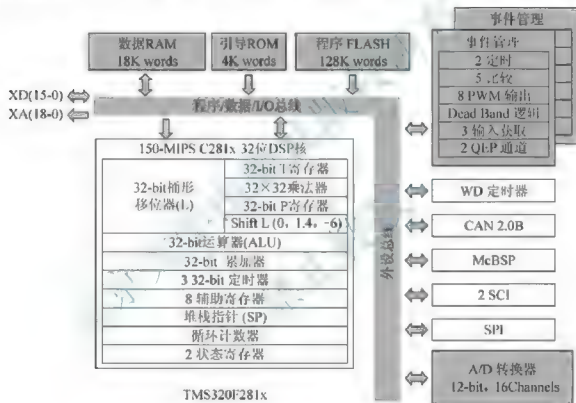 事件管理
事件管理
2 定时
5 比较
8 PWM 输出
Dead Band 逻辑
3 输入获取
2 QEP 通道
数据RAM
18K words
引导ROM
4K words
程序 FLASH
128K words
XD(15-0)
XA(18-0)
程序/数据/I/O总线
150-MIPS C281x 32位DSP核
32-bit桶形
移位器(L)
32-bit T寄存器
32×32乘法器
32-bit P寄存器
Shift L (0，1.4，-6)
32-bit运算器(ALU)
32-bit 累加器
3 32-bit 定时器
8 辅助寄存器
堆栈指针 (SP)
循环计数器
2 状态寄存器
TMS320F281x
外设总线
WD 定时器
CAN 2.0B
McBSP
2 SCI
SPI
A/D 转换器
12-bit，16Channels